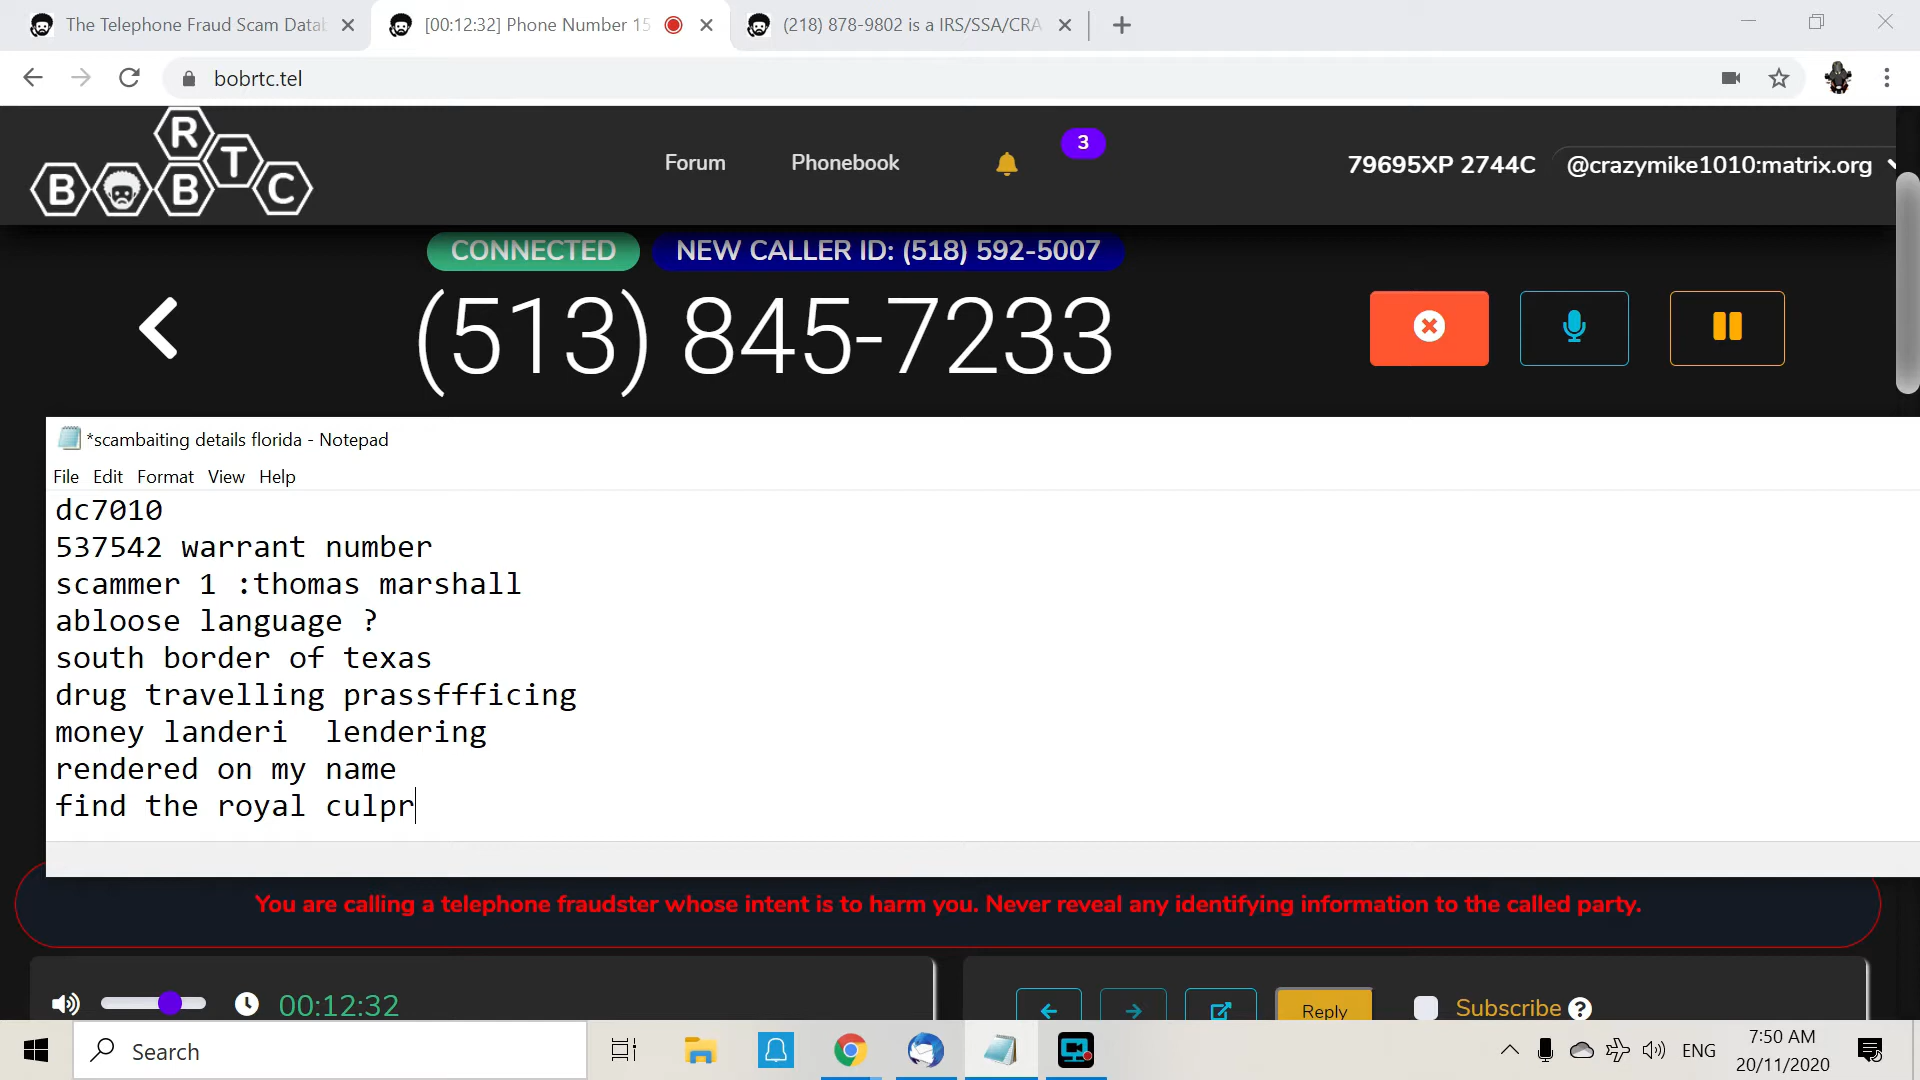 The Telephone Fraud Scam Datab
[00:12:32] Phone Number 15
(218) 878-9802 is a IRS/SSA/CRA
bobrtc.tel
R
T
B B C
Forum
Phonebook
3
79695XP 2744C
@crazymike1010:matrix.org
CONNECTED
NEW CALLER ID: (518) 592-5007
(513) 845-7233
*scambaiting details florida - Notepad
File Edit Format View Help
dc7010
537542 warrant number
scammer 1 :thomas marshall
abloose language ?
south border of texas
drug travelling prassffficing
money landeri  lendering
rendered on my name
find the royal culpr
You are calling a telephone fraudster whose intent is to harm you. Never reveal any identifying information to the called party.
00:12:32
Reply
Subscribe ?
Search
ENG
7:50 AM
20/11/2020